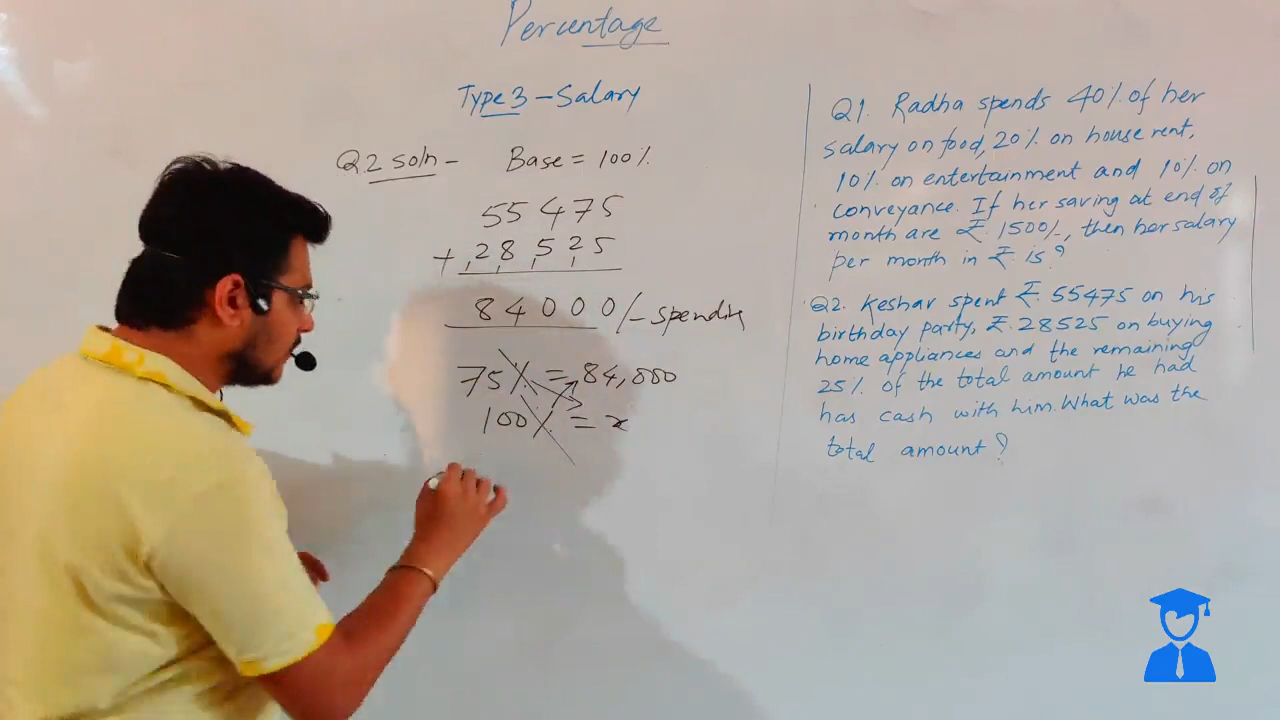 Percentage
Type 3 - Salary
Q.2 soln - Base = 100%
55475
+ 28525
84000/- spending
75% = 84,000
100% = x
Q1. Radha spends 40% of her
salary on food, 20% on house rent,
10% on entertainment and 10% on
conveyance. If her saving at end of
month are ₹. 1500/-, then her salary
per month in ₹ is?
Q2. Keshav spent ₹. 55475 on his
birthday party, ₹. 28525 on buying
home appliances and the remaining
25% of the total amount he had
has cash with him. What was the
total amount?